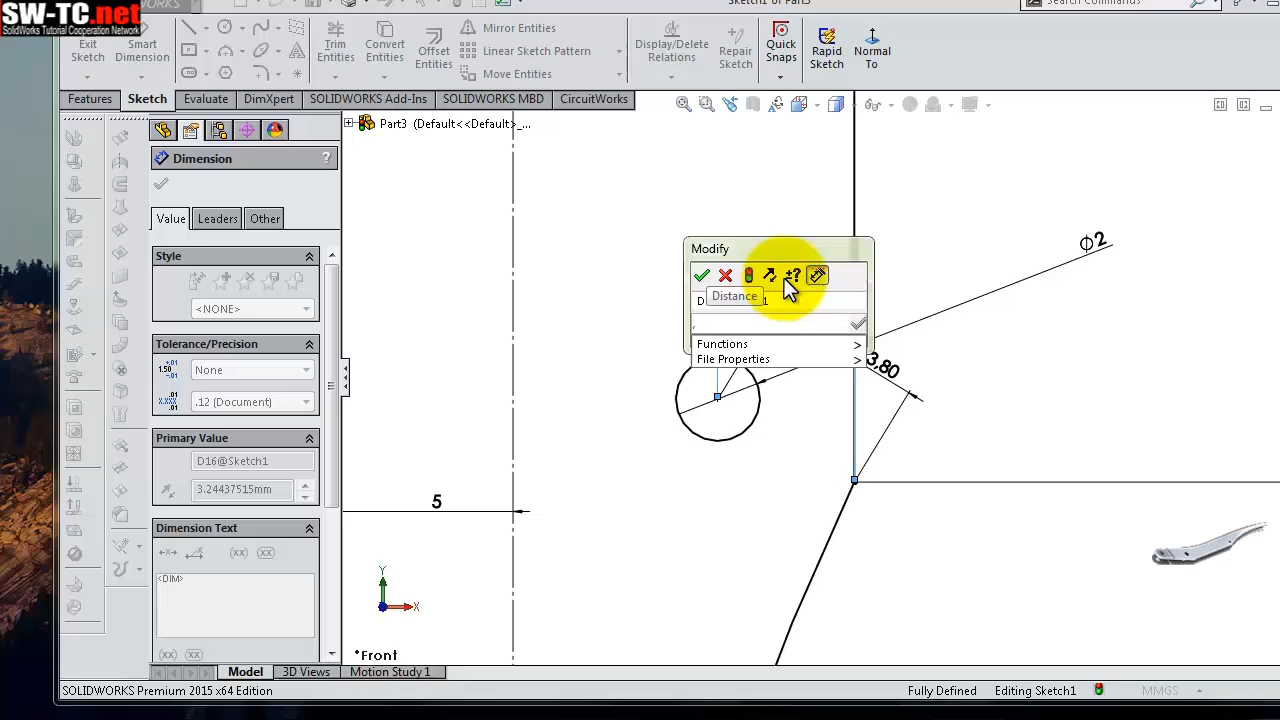 SW-TC.net
SolidWorks Tutorial Cooperation Network
Sketch1 of Part3
Search Commands
Exit Sketch
Smart Dimension
Trim Entities
Convert Entities
Offset Entities
Mirror Entities
Linear Sketch Pattern
Move Entities
Display/Delete Relations
Repair Sketch
Quick Snaps
Rapid Sketch
Normal To
Features
Sketch
Evaluate
DimXpert
SOLIDWORKS Add-Ins
SOLIDWORKS MBD
CircuitWorks
Part3 (Default<<Default>_...
Dimension
?
Value
Leaders
Other
Style
<NONE>
Tolerance/Precision
None
.12 (Document)
Primary Value
D16@Sketch1
3.24437515mm
Dimension Text
<DIM>
Modify
Distance
Functions
File Properties
Φ2
3,80
5
Y
X
*Front
Model
3D Views
Motion Study 1
SOLIDWORKS Premium 2015 x64 Edition
Fully Defined
Editing Sketch1
MMGS